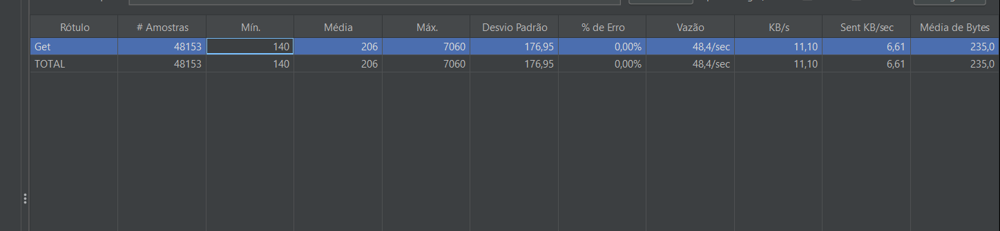 Rótulo # Amostras Mín. Média Máx. Desvio Padrão % de Erro Vazão KB/s Sent KB/sec Média de Bytes
Get 48153 140 206 7060 176,95 0,00% 48,4/sec 11,10 6,61 235,0
TOTAL 48153 140 206 7060 176,95 0,00% 48,4/sec 11,10 6,61 235,0